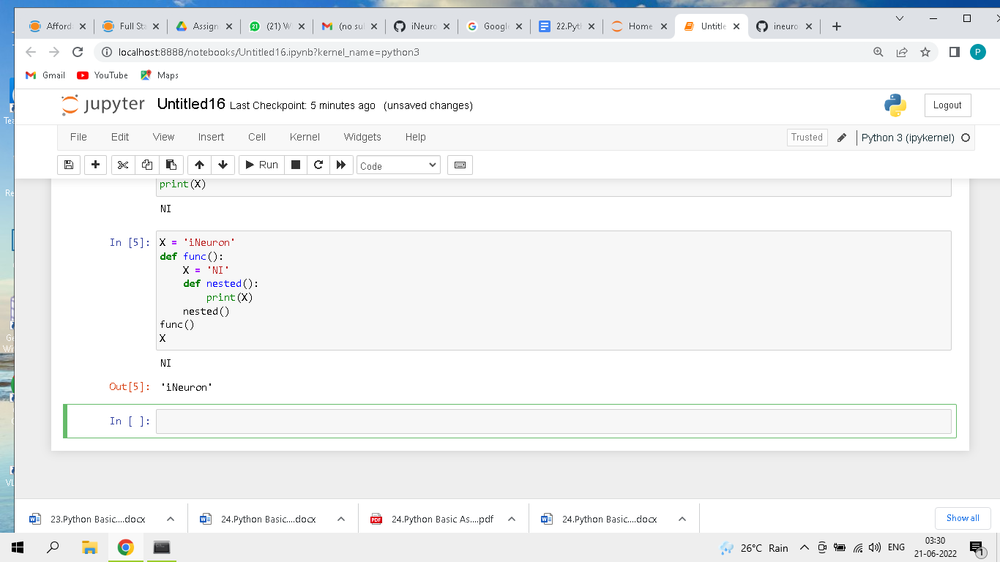 Afford
Full Sta
Assign
(21) W
(no sul
iNeuro
Google
22.Pyt
Home
Untitle
ineuro
localhost:8888/notebooks/Untitled16.ipynb?kernel_name=python3
P
Gmail
YouTube
Maps
jupyter Untitled16 Last Checkpoint: 5 minutes ago (unsaved changes)
Logout
File Edit View Insert Cell Kernel Widgets Help
Trusted
Python 3 (ipykernel)
Run
Code
print(X)
NI
In [5]:
X = 'iNeuron'
def func():
    X = 'NI'
    def nested():
        print(X)
    nested()
func()
X
NI
Out[5]: 'iNeuron'
In [ ]:
23.Python Basic....docx
24.Python Basic....docx
24.Python Basic As....pdf
24.Python Basic....docx
Show all
26°C Rain
ENG
03:30
21-06-2022
1